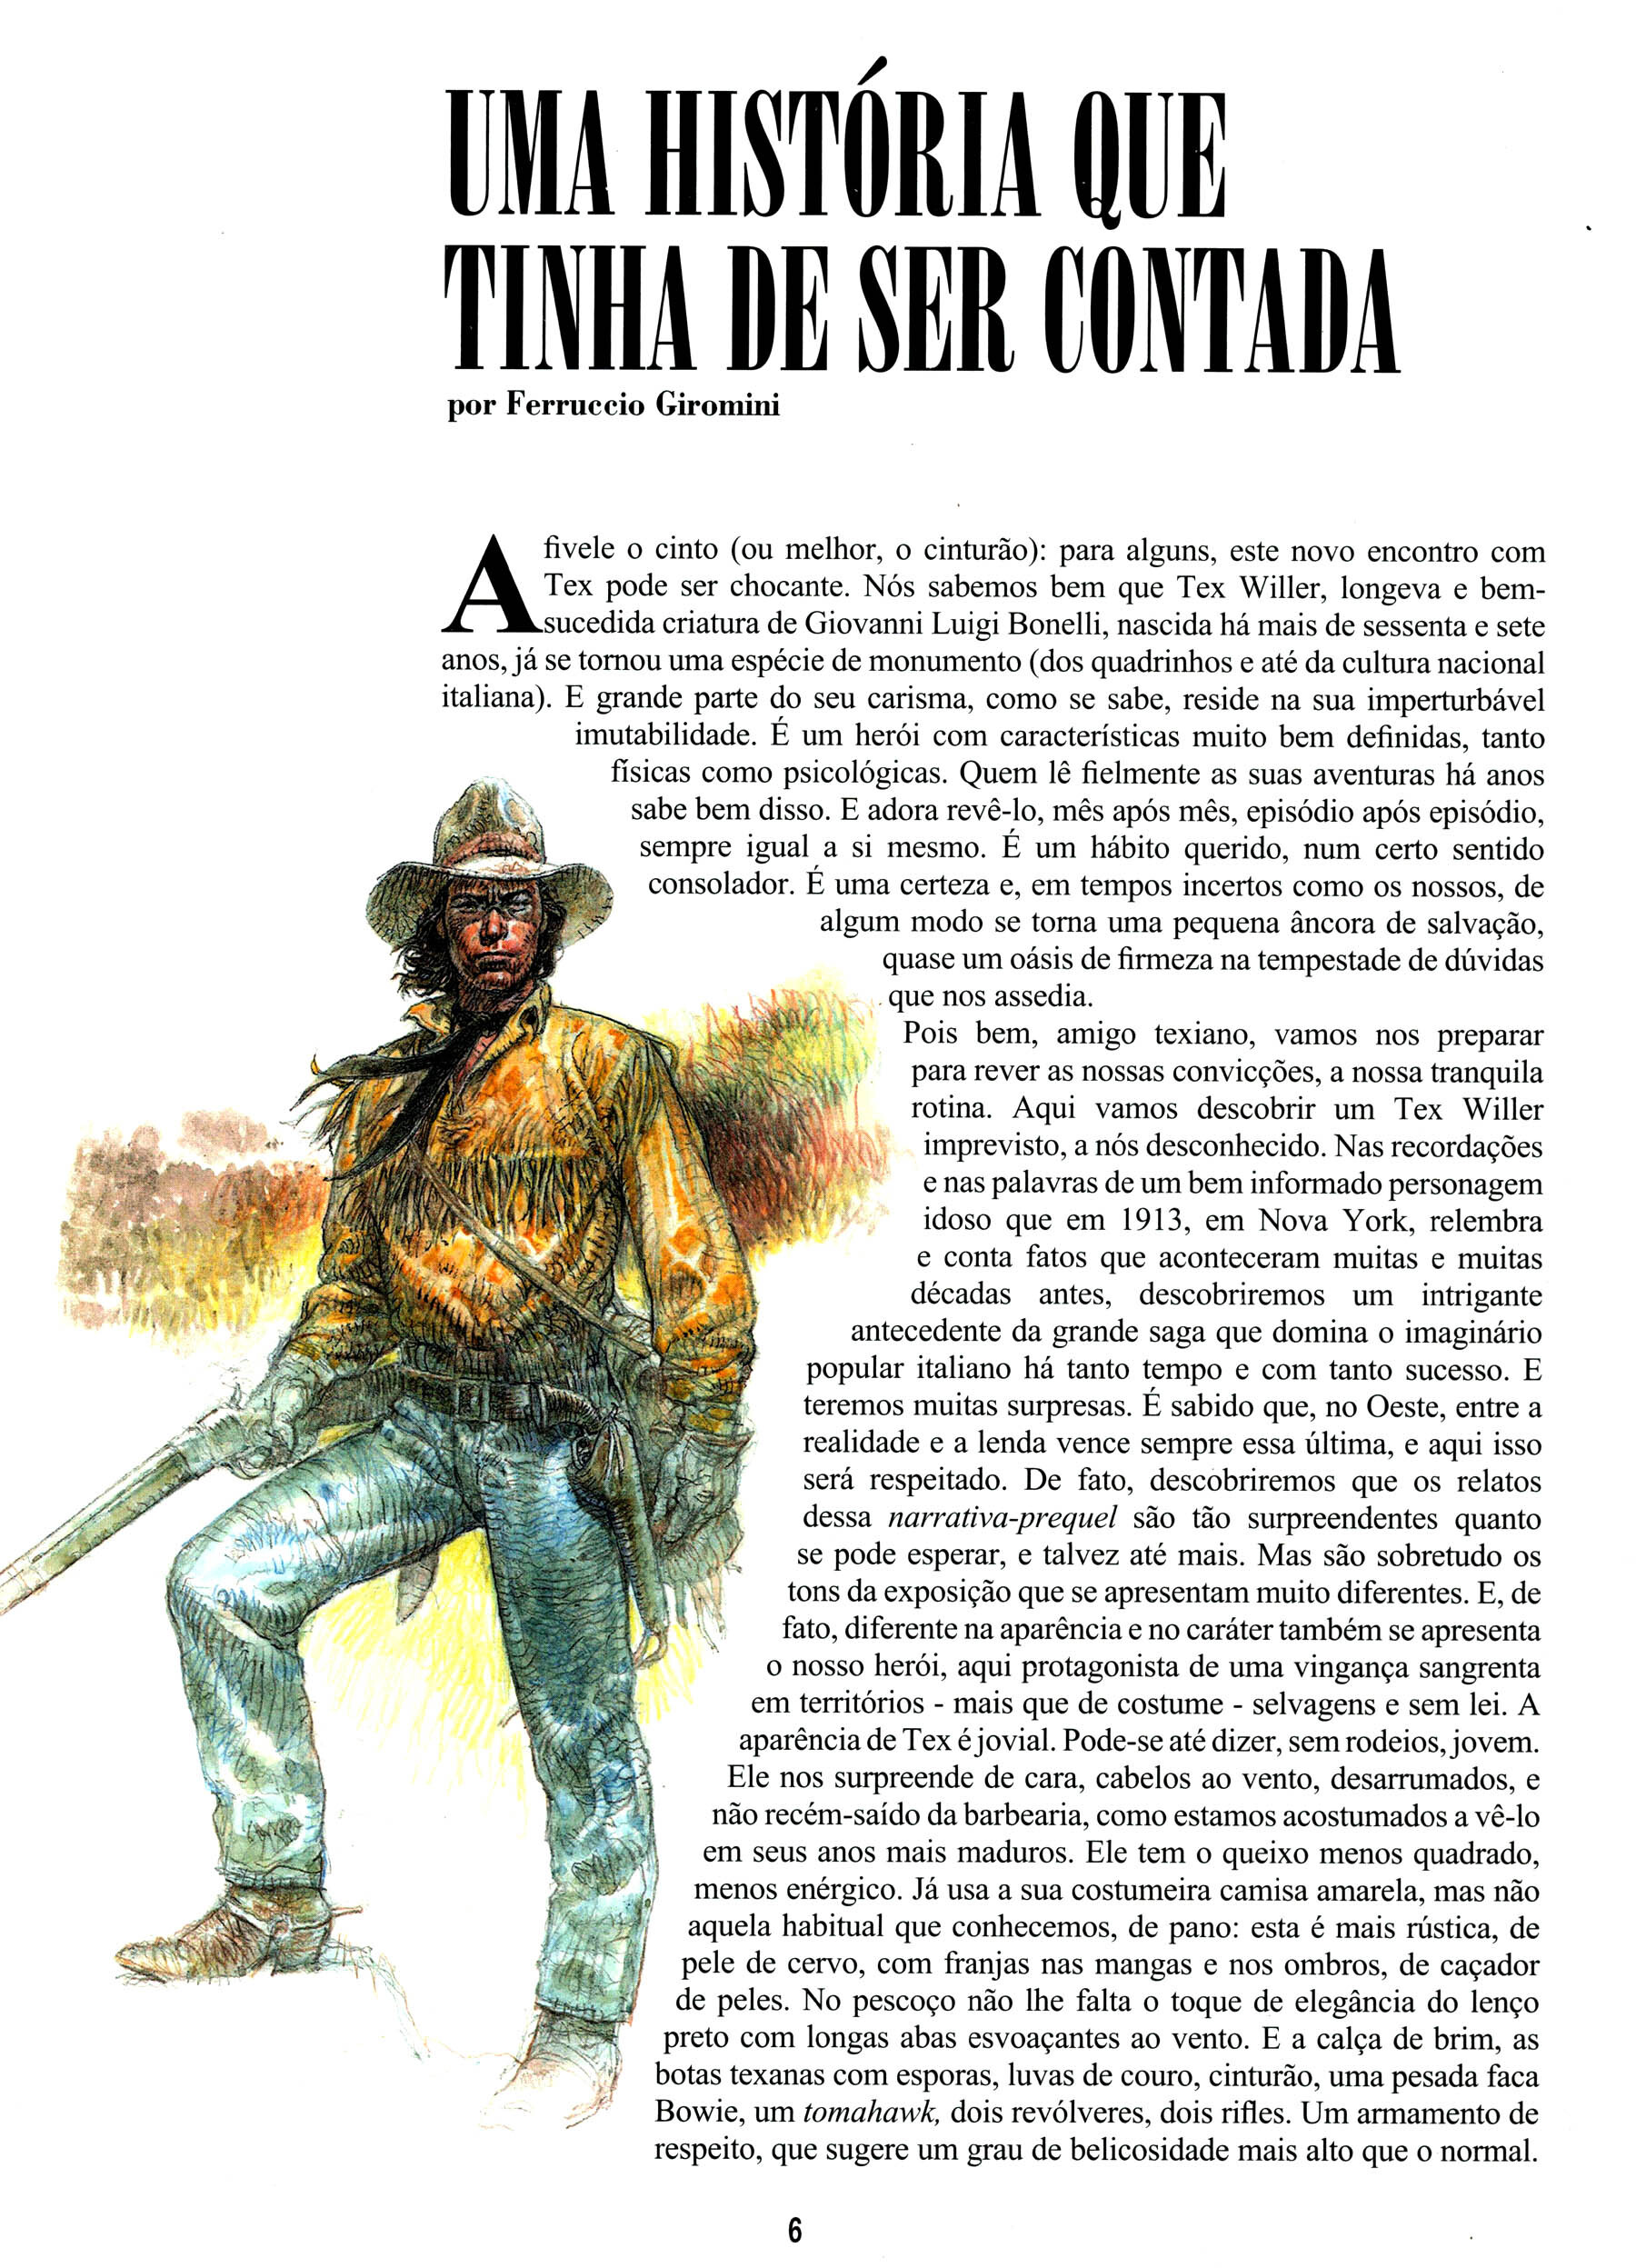 UMA HISTÓRIA QUE
TINHA DE SER CONTADA
por Ferruccio Giromini
Afivele o cinto (ou melhor, o cinturão): para alguns, este novo encontro com
Tex pode ser chocante. Nós sabemos bem que Tex Willer, longeva e bem-
sucedida criatura de Giovanni Luigi Bonelli, nascida há mais de sessenta e sete
anos, já se tornou uma espécie de monumento (dos quadrinhos e até da cultura nacional
italiana). E grande parte do seu carisma, como se sabe, reside na sua imperturbável
imutabilidade. É um herói com características muito bem definidas, tanto
físicas como psicológicas. Quem lê fielmente as suas aventuras há anos
sabe bem disso. E adora revê-lo, mês após mês, episódio após episódio,
sempre igual a si mesmo. É um hábito querido, num certo sentido
consolador. É uma certeza e, em tempos incertos como os nossos, de
algum modo se torna uma pequena âncora de salvação,
quase um oásis de firmeza na tempestade de dúvidas
que nos assedia.
Pois bem, amigo texiano, vamos nos preparar
para rever as nossas convicções, a nossa tranquila
rotina. Aqui vamos descobrir um Tex Willer
imprevisto, a nós desconhecido. Nas recordações
e nas palavras de um bem informado personagem
idoso que em 1913, em Nova York, relembra
e conta fatos que aconteceram muitas e muitas
décadas antes, descobriremos um intrigante
antecedente da grande saga que domina o imaginário
popular italiano há tanto tempo e com tanto sucesso. E
teremos muitas surpresas. É sabido que, no Oeste, entre a
realidade e a lenda vence sempre essa última, e aqui isso
será respeitado. De fato, descobriremos que os relatos
dessa narrativa-prequel são tão surpreendentes quanto
se pode esperar, e talvez até mais. Mas são sobretudo os
tons da exposição que se apresentam muito diferentes. E, de
fato, diferente na aparência e no caráter também se apresenta
o nosso herói, aqui protagonista de uma vingança sangrenta
em territórios - mais que de costume - selvagens e sem lei. A
aparência de Tex é jovial. Pode-se até dizer, sem rodeios, jovem.
Ele nos surpreende de cara, cabelos ao vento, desarrumados, e
não recém-saído da barbearia, como estamos acostumados a vê-lo
em seus anos mais maduros. Ele tem o queixo menos quadrado,
menos enérgico. Já usa a sua costumeira camisa amarela, mas não
aquela habitual que conhecemos, de pano: esta é mais rústica, de
pele de cervo, com franjas nas mangas e nos ombros, de caçador
de peles. No pescoço não lhe falta o toque de elegância do lenço
preto com longas abas esvoaçantes ao vento. E a calça de brim, as
botas texanas com esporas, luvas de couro, cinturão, uma pesada faca
Bowie, um tomahawk, dois revólveres, dois rifles. Um armamento de
respeito, que sugere um grau de belicosidade mais alto que o normal.
6